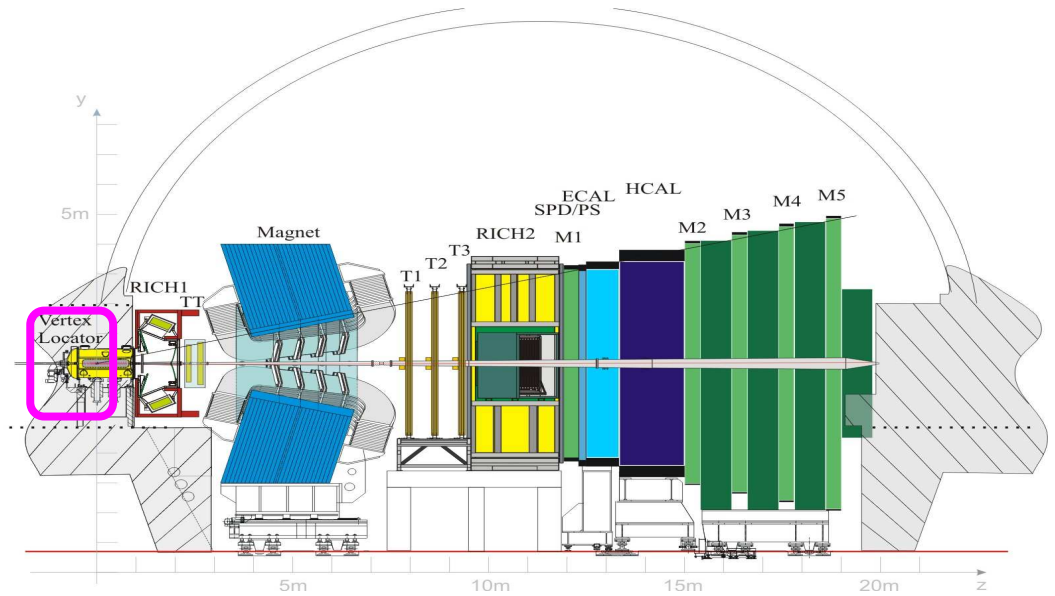 y
5m
ECAL
HCAL
SPD/PS
M1
M2
M3
M4
M5
Magnet
T1
T2
T3
RICH2
RICH1
TT
Vertex
Locator
5m
10m
15m
20m
z